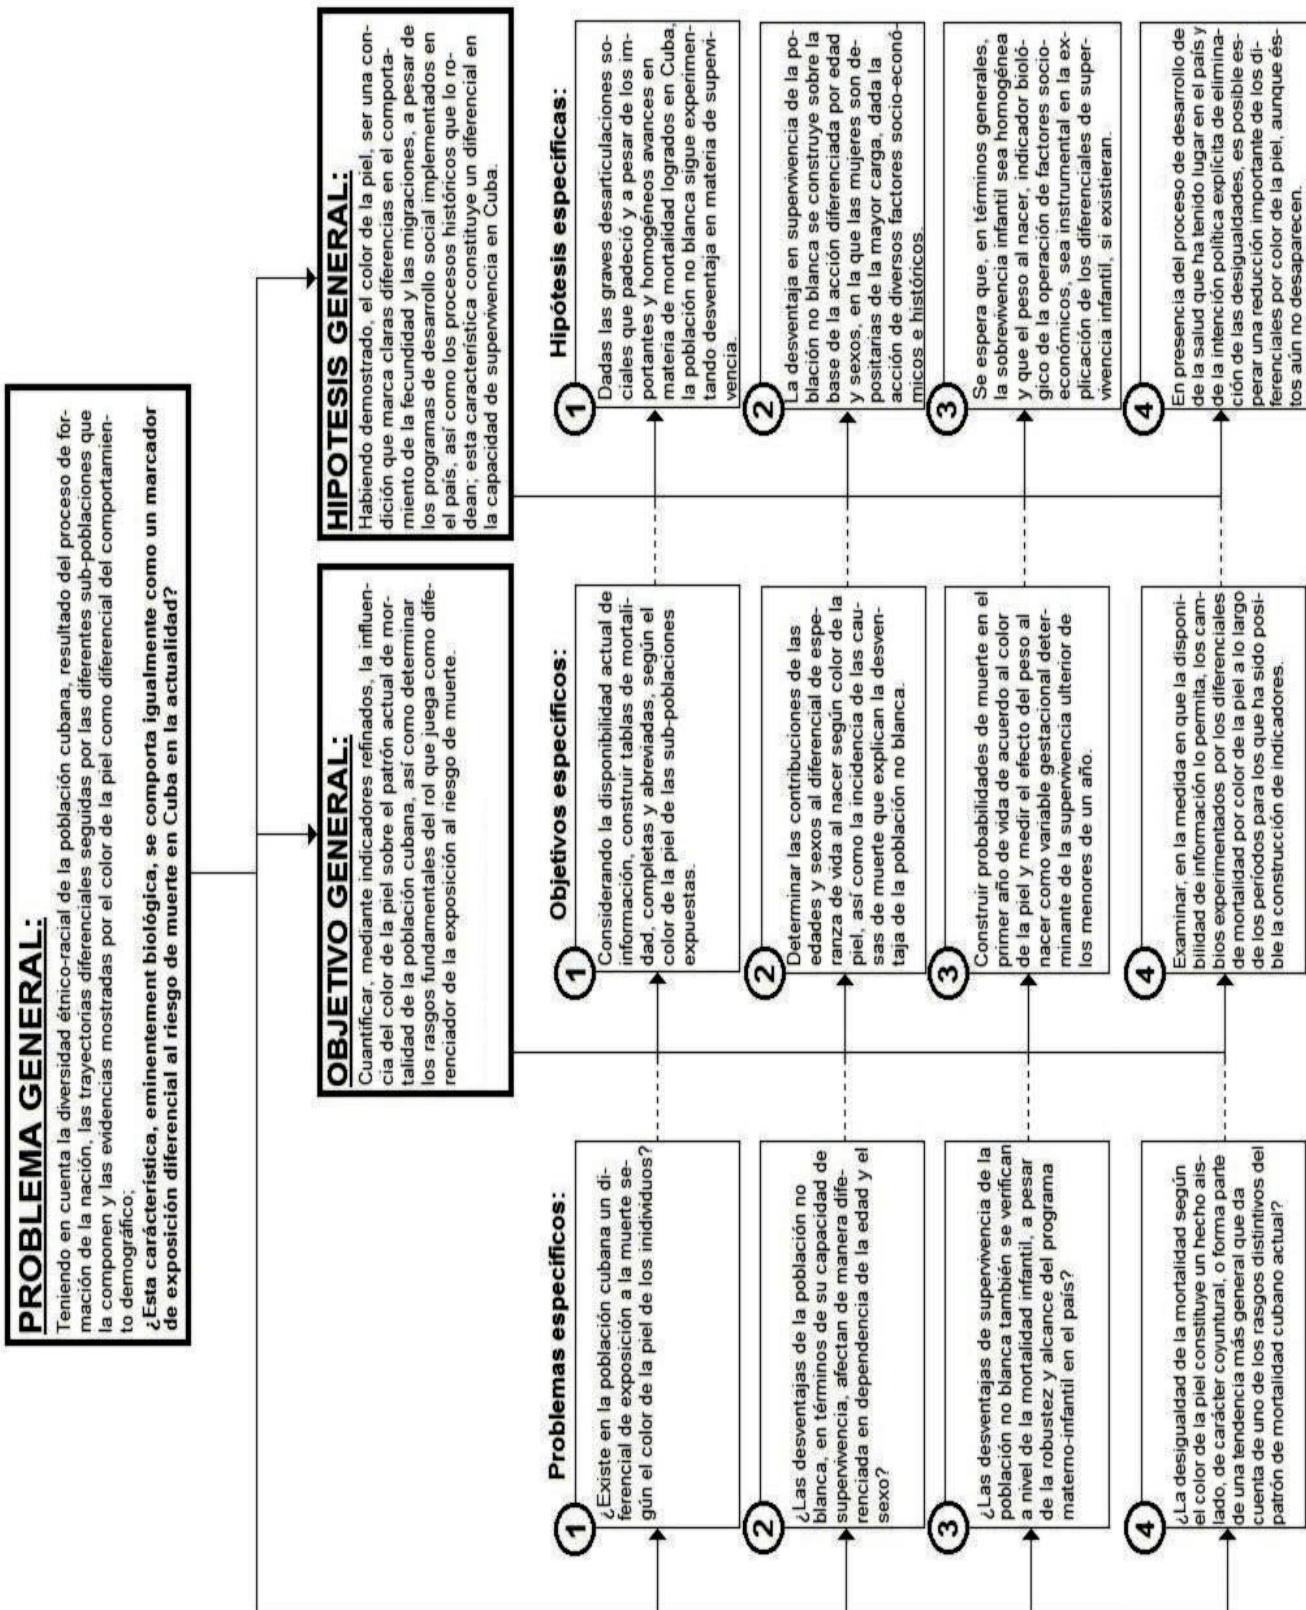 PROBLEMA GENERAL:
Teniendo en cuenta la diversidad étnico-racial de la población cubana, resultado del proceso de for-
mación de la nación, las trayectorias diferenciales seguidas por las diferentes sub-poblaciones que
la componen y las evidencias mostradas por el color de la piel como diferencial del comportamien-
to demográfico;
¿Esta carácterística, eminentement biológica, se comporta igualmente como un marcador
de exposición diferencial al riesgo de muerte en Cuba en la actualidad?
OBJETIVO GENERAL:
Cuantificar, mediante indicadores refinados, la influen-
cia del color de la piel sobre el patrón actual de mor-
talidad de la población cubana, así como determinar
los rasgos fundamentales del rol que juega como dife-
renciador de la exposición al riesgo de muerte.
HIPOTESIS GENERAL:
Habiendo demostrado, el color de la piel, ser una con-
dición que marca claras diferencias en el comporta-
miento de la fecundidad y las migraciones, a pesar de
los programas de desarrollo social implementados en
el país, así como los procesos históricos que lo ro-
dean; esta característica constituye un diferencial en
la capacidad de supervivencia en Cuba.
Problemas específicos:
1
¿Existe en la población cubana un di-
ferencial de exposición a la muerte se-
gún el color de la piel de los inidividuos?
2
¿Las desventajas de la población no
blanca, en términos de su capacidad de
supervivencia, afectan de manera dife-
renciada en dependencia de la edad y el
sexo?
3
¿Las desventajas de supervivencia de la
población no blanca también se verifican
a nivel de la mortalidad infantil, a pesar
de la robustez y alcance del programa
materno-infantil en el país?
4
¿La desigualdad de la mortalidad según
el color de la piel constituye un hecho ais-
lado, de carácter coyuntural, o forma parte
de una tendencia más general que da
cuenta de uno de los rasgos distintivos del
patrón de mortalidad cubano actual?
Objetivos específicos:
1
Considerando la disponibilidad actual de
información, construir tablas de mortali-
dad, completas y abreviadas, según el
color de la piel de las sub-poblaciones
expuestas.
2
Determinar las contribuciones de las
edades y sexos al diferencial de espe-
ranza de vida al nacer según color de la
piel, así como la incidencia de las cau-
sas de muerte que explican la desven-
taja de la población no blanca.
3
Construir probabilidades de muerte en el
primer año de vida de acuerdo al color
de la piel y medir el efecto del peso al
nacer como variable gestacional deter-
minante de la supervivencia ulterior de
los menores de un año.
4
Examinar, en la medida en que la disponi-
bilidad de información lo permita, los cam-
bios experimentados por los diferenciales
de mortalidad por color de la piel a lo largo
de los períodos para los que ha sido posi-
ble la construcción de indicadores.
Hipótesis específicas:
1
Dadas las graves desarticulaciones so-
ciales que padeció y a pesar de los im-
portantes y homogéneos avances en
materia de mortalidad logrados en Cuba,
la población no blanca sigue experimen-
tando desventaja en materia de supervi-
vencia.
2
La desventaja en supervivencia de la po-
blación no blanca se construye sobre la
base de la acción diferenciada por edad
y sexos, en la que las mujeres son de-
positarias de la mayor carga, dada la
acción de diversos factores socio-econó-
micos e históricos.
3
Se espera que, en términos generales,
la sobrevivencia infantil sea homogénea
y que el peso al nacer, indicador bioló-
gico de la operación de factores socio-
económicos, sea instrumental en la ex-
plicación de los diferenciales de super-
vivencia infantil, si existieran.
4
En presencia del proceso de desarrollo de
de la salud que ha tenido lugar en el país y
de la intención política explícita de elimina-
ción de las desigualdades, es posible es-
perar una reducción importante de los di-
ferenciales por color de la piel, aunque és-
tos aún no desaparecen.